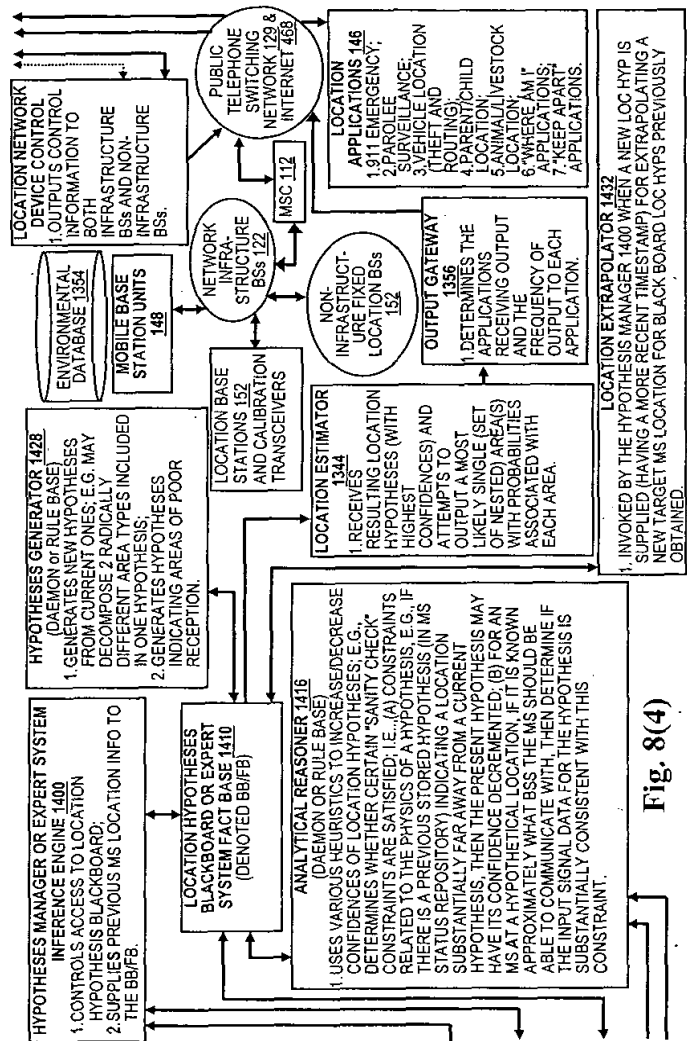 HYPOTHESES MANAGER OR EXPERT SYSTEM
INFERENCE ENGINE 1400
1.CONTROLS ACCESS TO LOCATION
HYPOTHESIS BLACKBOARD;
2.SUPPLIES PREVIOUS MS LOCATION INFO TO
THE BB/FB.
HYPOTHESES GENERATOR 1428
(DAEMON or RULE BASE)
1.GENERATES NEW HYPOTHESES
FROM CURRENT ONES; E.G. MAY
DECOMPOSE 2 RADICALLY
DIFFERENT AREA TYPES INCLUDED
IN ONE HYPOTHESIS;
2. GENERATES HYPOTHESES
INDICATING AREAS OF POOR
RECEPTION.
ENVIRONMENTAL
DATABASE 1354
MOBILE BASE
STATION UNITS
148
LOCATION NETWORK
DEVICE CONTROL
1.OUTPUTS CONTROL
INFORMATION TO
BOTH
INFRASTRUCTURE
BSs AND NON-
INFRASTRUCTURE
BSs.
LOCATION HYPOTHESES
BLACKBOARD OR EXPERT
SYSTEM FACT BASE 1410
(DENOTED BB/FB)
LOCATION BASE
STATIONS 152
AND CALIBRATION
TRANSCEIVERS
NETWORK
INFRA-
STRUCTURE
BSs 122
MSC 112
PUBLIC
TELEPHONE
SWITCHING
NETWORK 129 &
INTERNET 468
NON-
INFRASTRUCT-
URE FIXED
LOCATION BSs
152
ANALYTICAL REASONER 1416
(DAEMON OR RULE BASE)
1.USES VARIOUS HEURISTICS TO INCREASE/DECREASE
CONFIDENCES OF LOCATION HYPOTHESES; E.G.,
DETERMINES WHETHER CERTAIN "SANITY CHECK"
CONSTRAINTS ARE SATISFIED; I.E.,(A) CONSTRAINTS
RELATED TO THE PHYSICS OF A HYPOTHESIS, E.G., IF
THERE IS A PREVIOUS STORED HYPOTHESIS (IN MS
STATUS REPOSITORY) INDICATING A LOCATION
SUBSTANTIALLY FAR AWAY FROM A CURRENT
HYPOTHESIS, THEN THE PRESENT HYPOTHESIS MAY
HAVE ITS CONFIDENCE DECREMENTED; (B) FOR AN
MS AT A HYPOTHETICAL LOCATION, IF IT IS KNOWN
APPROXIMATELY WHAT BSS THE MS SHOULD BE
ABLE TO COMMUNICATE WITH, THEN DETERMINE IF
THE INPUT SIGNAL DATA FOR THE HYPOTHESIS IS
SUBSTANTIALLY CONSISTENT WITH THIS
CONSTRAINT.
LOCATION ESTIMATOR
1344
1.RECEIVES
RESULTING LOCATION
HYPOTHESES (WITH
HIGHEST
CONFIDENCES) AND
ATTEMPTS TO
OUTPUT A MOST
LIKELY SINGLE (SET
OF NESTED) AREA(S)
WITH PROBABILITIES
ASSOCIATED WITH
EACH AREA.
OUTPUT GATEWAY
1356
1.DETERMINES THE
APPLICATIONS
RECEIVING OUTPUT
AND THE
FREQUENCY OF
OUTPUT TO EACH
APPLICATION.
LOCATION
APPLICATIONS 146
1.911 EMERGENCY;
2.PAROLEE
SURVEILLANCE;
3.VEHICLE LOCATION
(THEFT AND
ROUTING);
4.PARENT/CHILD
LOCATION;
5.ANIMAL/LIVESTOCK
LOCATION;
6."WHERE AM I"
APPLICATIONS;
7."KEEP APART"
APPLICATIONS.
LOCATION EXTRAPOLATOR 1432
1. INVOKED BY THE HYPOTHESIS MANAGER 1400 WHEN A NEW LOC HYP IS
SUPPLIED (HAVING A MORE RECENT TIMESTAMP) FOR EXTRAPOLATING A
NEW TARGET MS LOCATION FOR BLACK BOARD LOC HYPS PREVIOUSLY
OBTAINED.
Fig. 8(4)